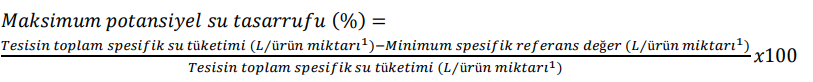 Maksimum potansiyel su tasarrufu (%) =
Tesisin toplam spesifik su tüketimi (L/ürün miktarı¹)−Minimum spesifik referans değer (L/ürün miktarı¹)
Tesisin toplam spesifik su tüketimi (L/ürün miktarı¹)
x100